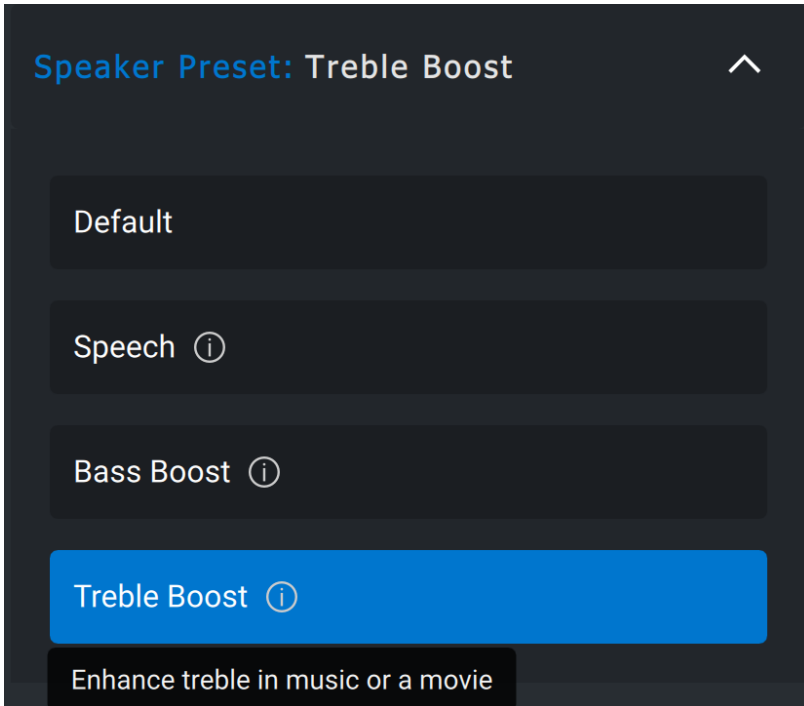 Speaker Preset: Treble Boost
Default
Speech
Bass Boost
Treble Boost
Enhance treble in music or a movie